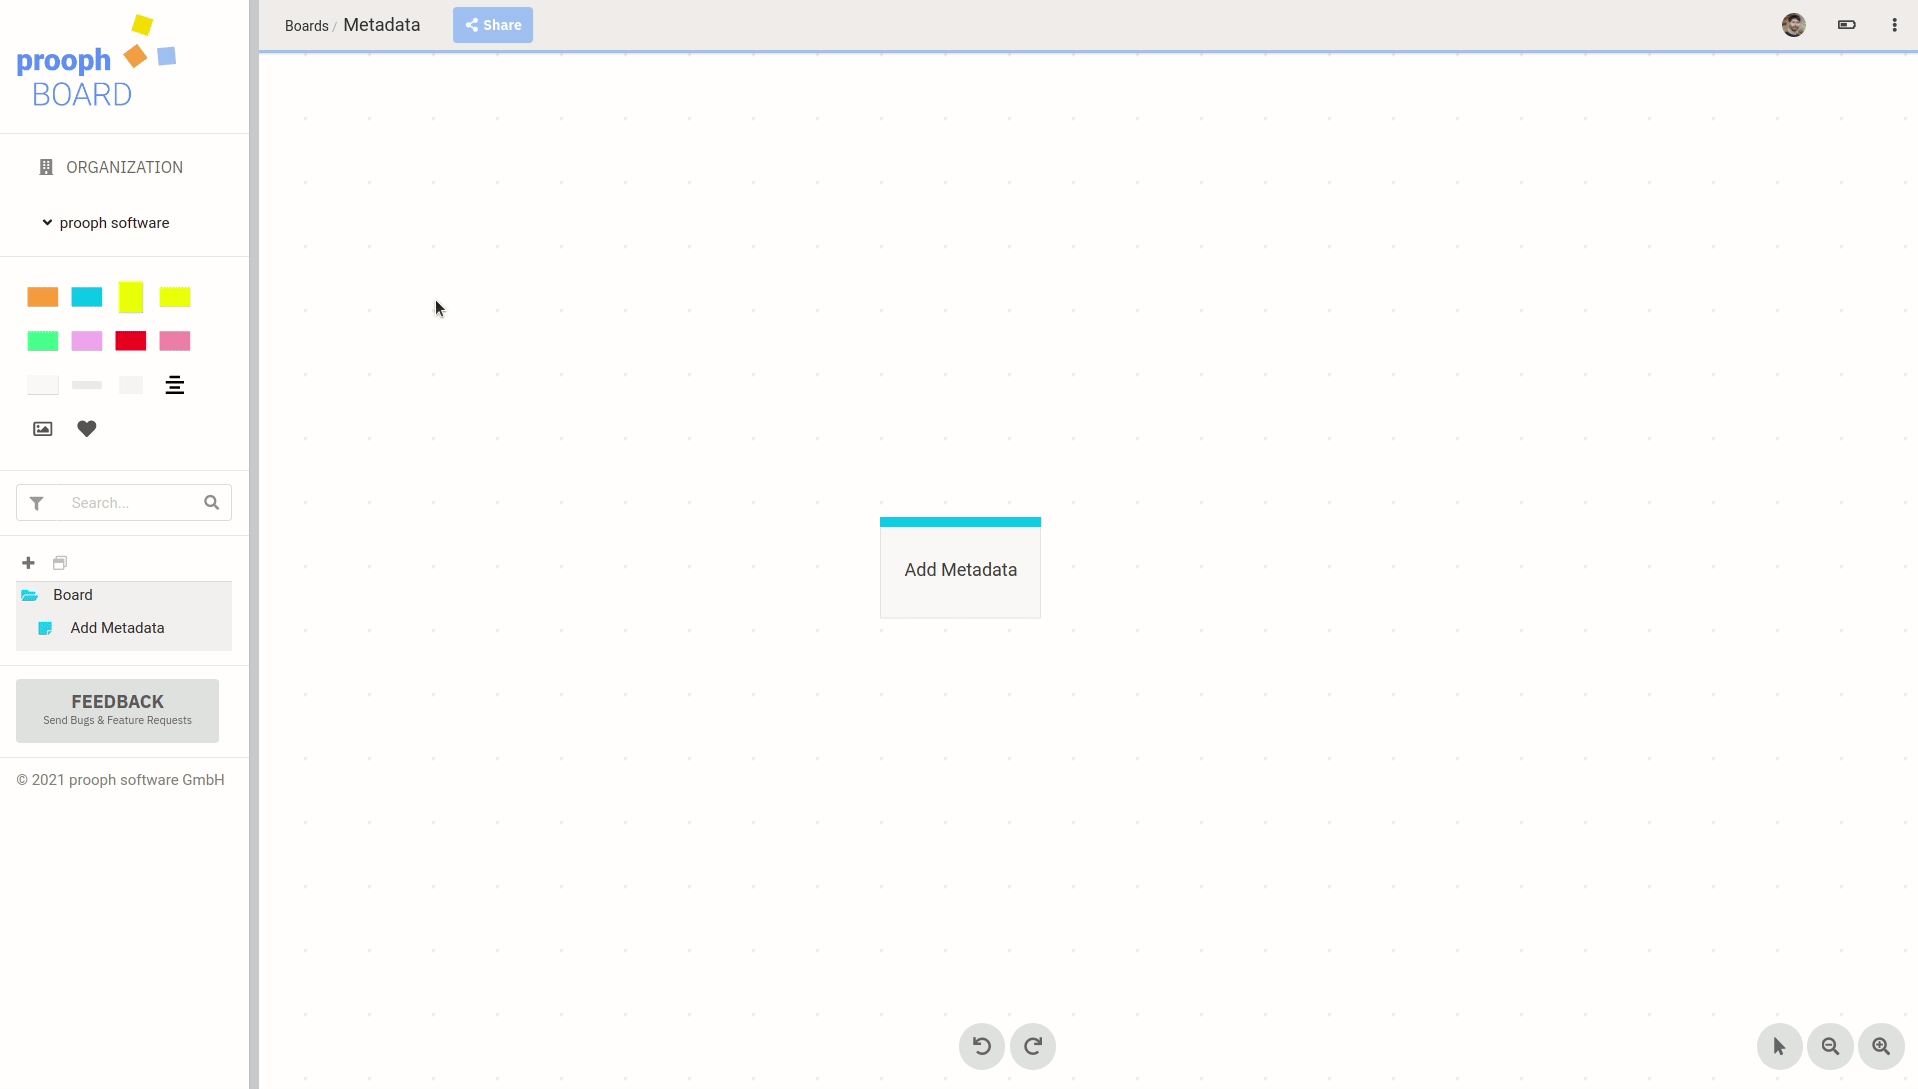 prooph
BOARD
Boards / Metadata
Share
ORGANIZATION
prooph software
Search...
Board
Add Metadata
FEEDBACK
Send Bugs & Feature Requests
© 2021 prooph software GmbH
Add Metadata